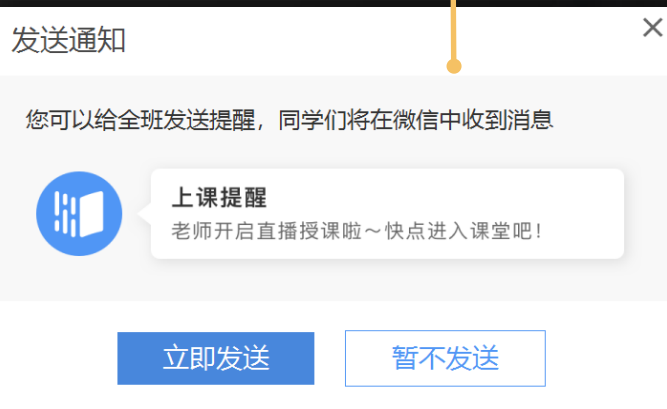 发送通知
您可以给全班发送提醒，同学们将在微信中收到消息
上课提醒
老师开启直播授课啦～快点进入课堂吧！
立即发送
暂不发送